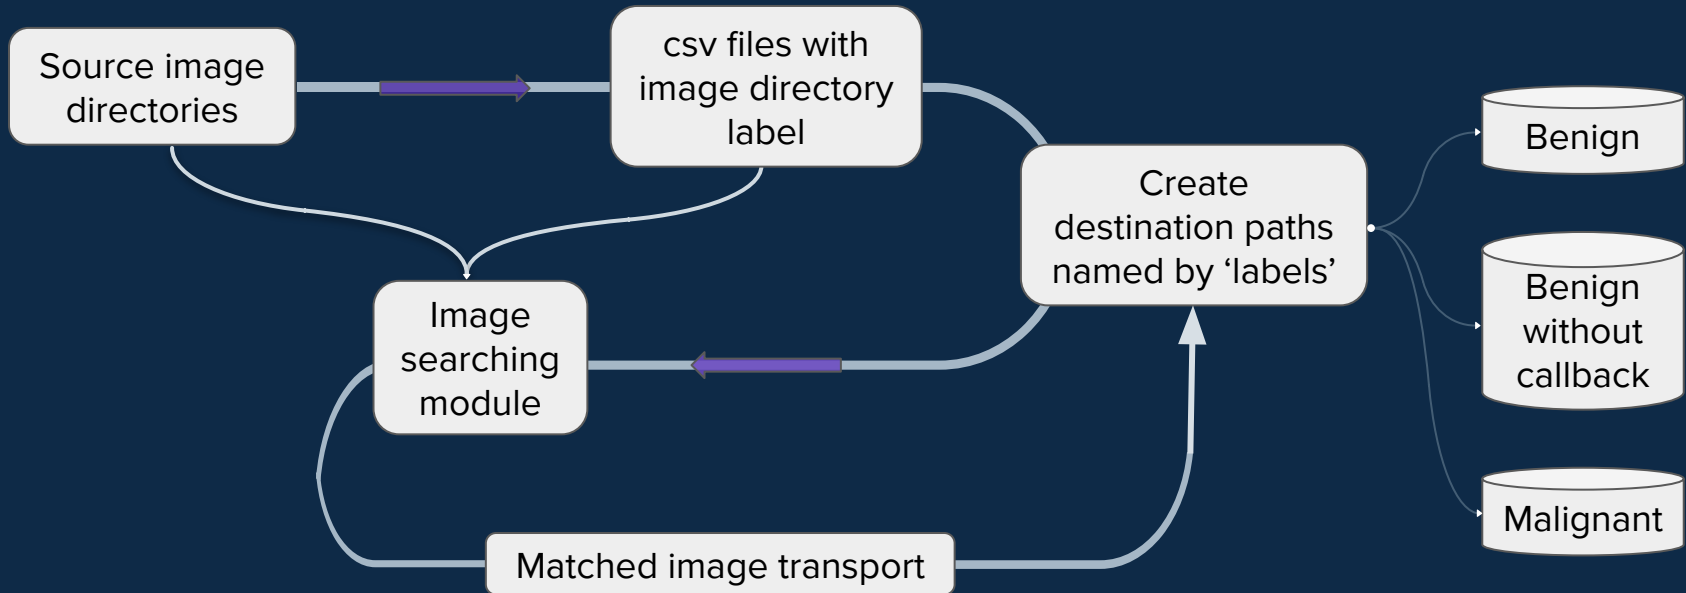 Source image
directories
csv files with
image directory
label
Create
destination paths
named by ‘labels’
Benign
Benign
without
callback
Malignant
Image
searching
module
Matched image transport